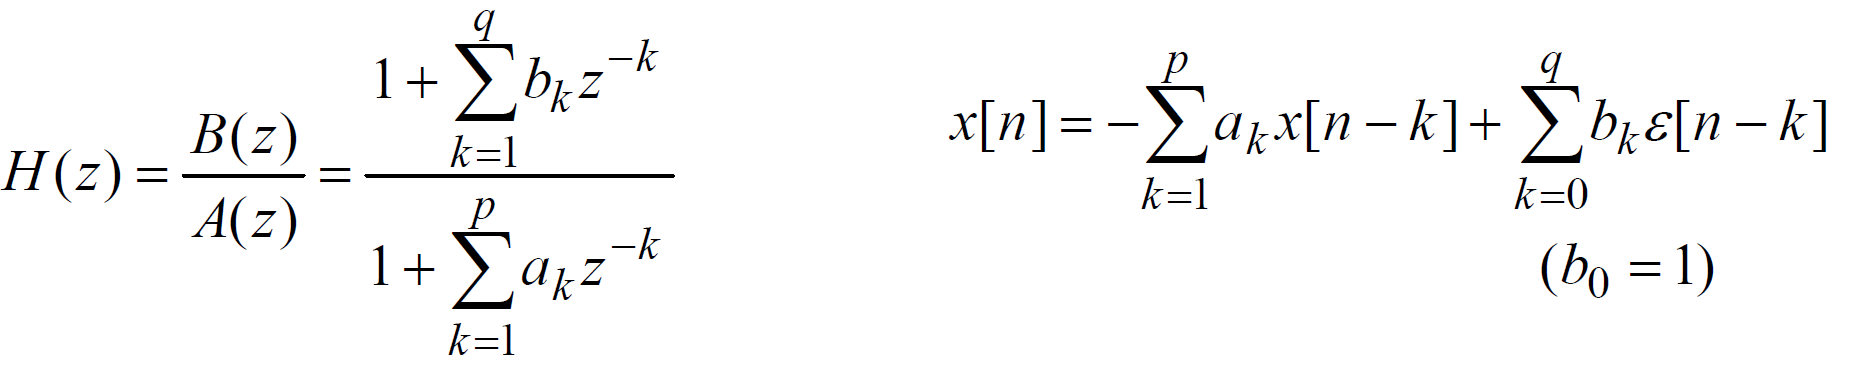 H(z) = B(z)/A(z) = (1 + ∑_{k=1}^{q} b_k z^{-k})/(1 + ∑_{k=1}^{p} a_k z^{-k})
x[n] = -∑_{k=1}^{p} a_k x[n - k] + ∑_{k=0}^{q} b_k ε[n - k]
(b_0 = 1)